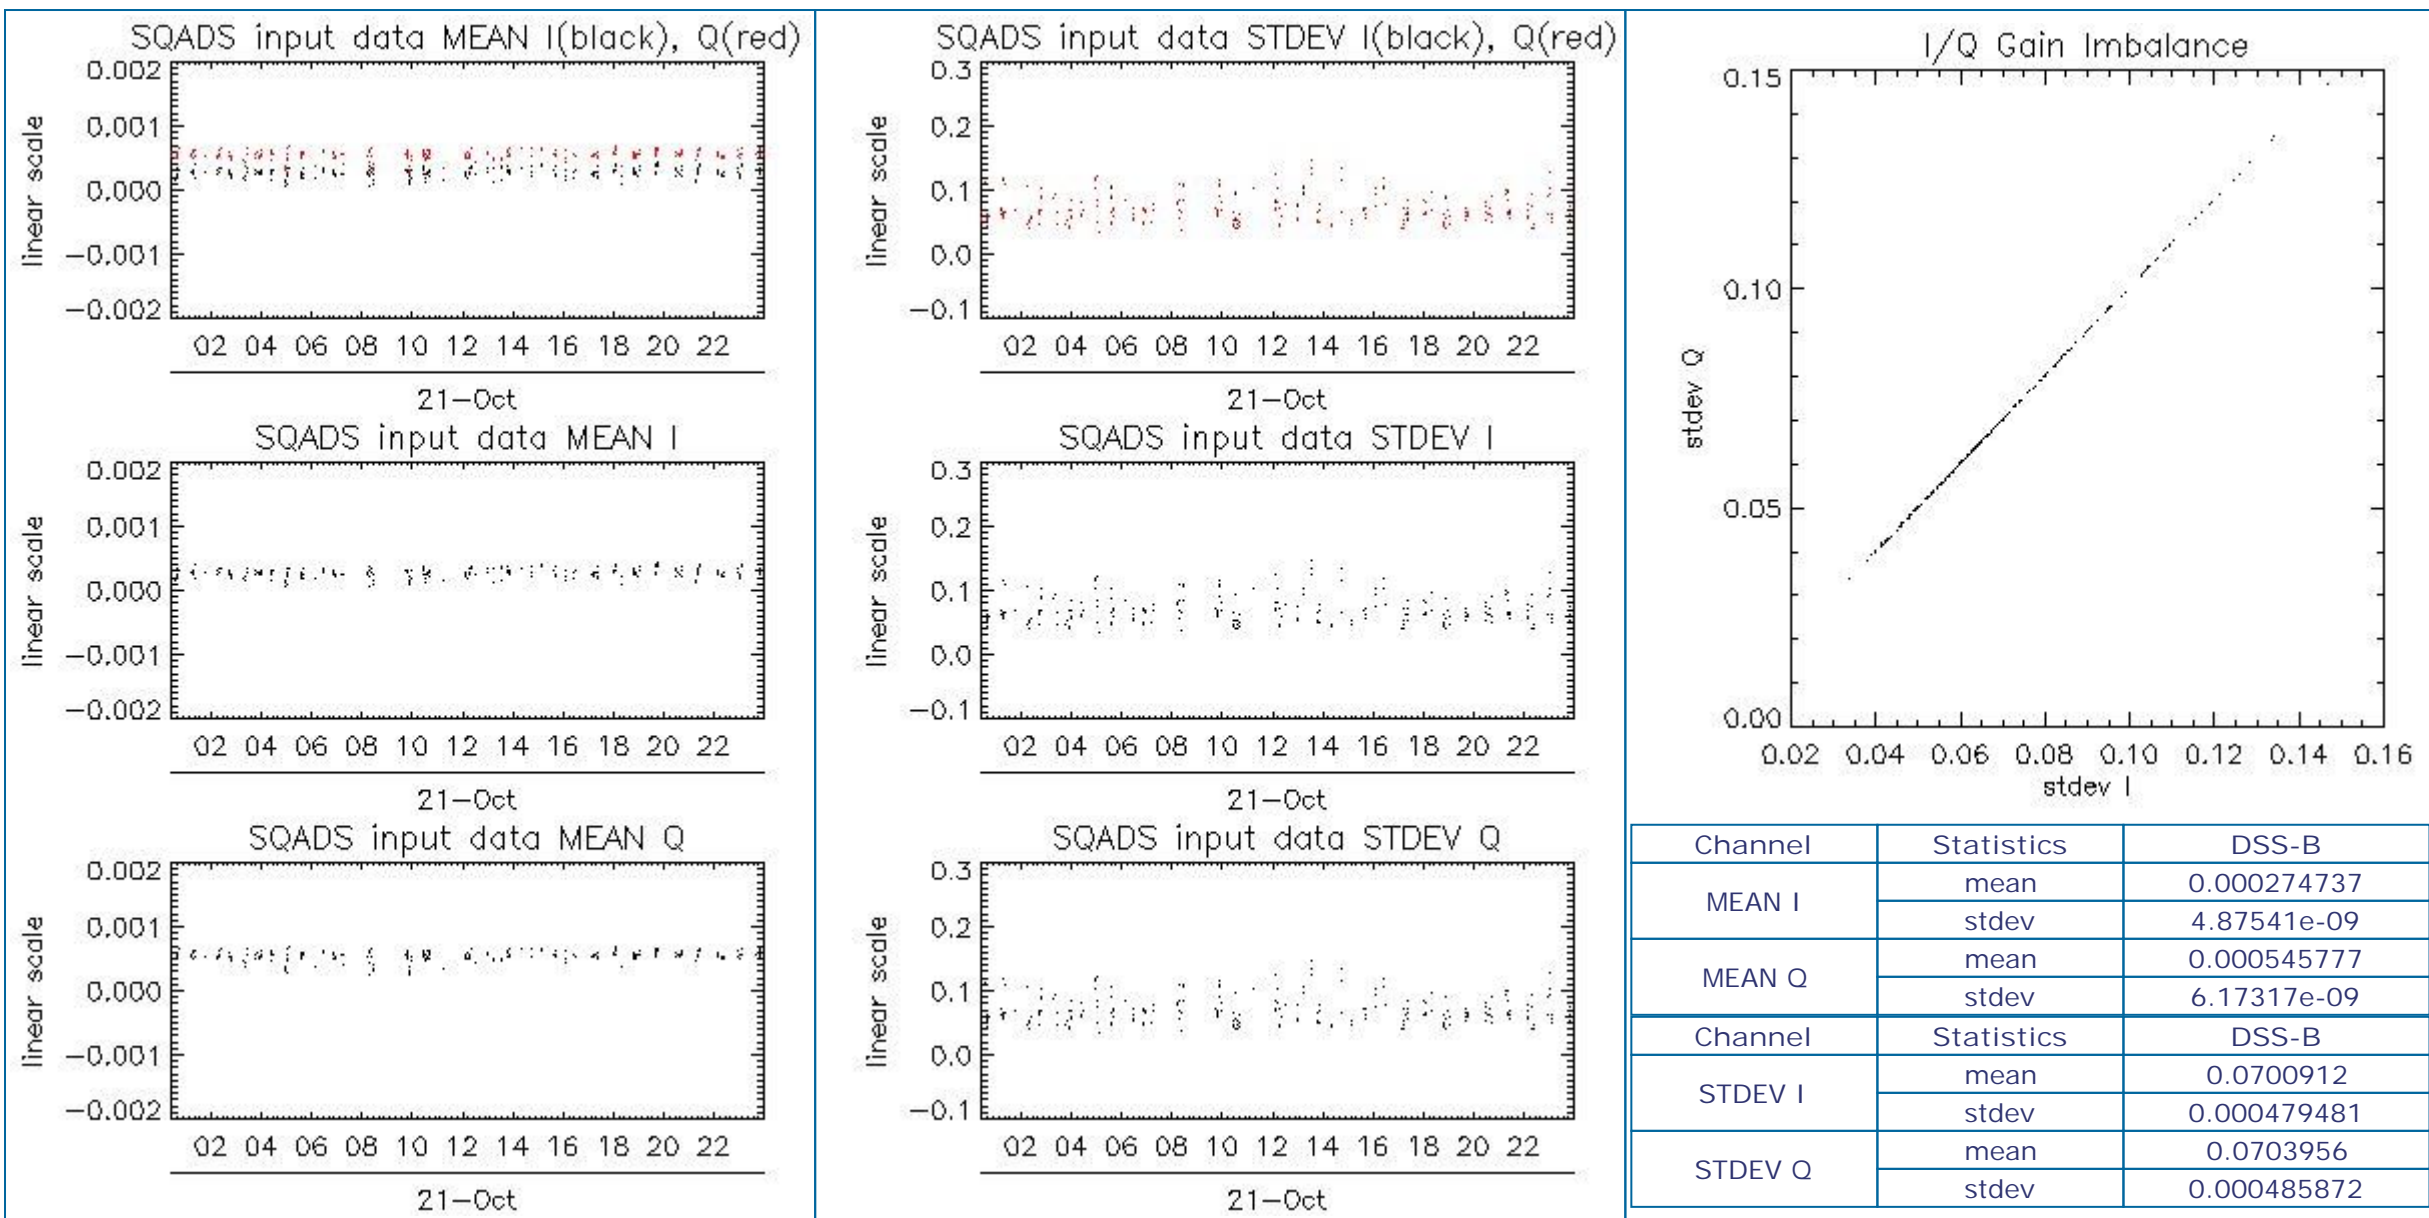 SQADS input data MEAN I(black), Q(red)
0.002
0.001
0.000
−0.001
−0.002
linear scale
02 04 06 08 10 12 14 16 18 20 22
21−Oct
SQADS input data MEAN I
0.002
0.001
0.000
−0.001
−0.002
linear scale
02 04 06 08 10 12 14 16 18 20 22
21−Oct
SQADS input data MEAN Q
0.002
0.001
0.000
−0.001
−0.002
linear scale
02 04 06 08 10 12 14 16 18 20 22
21−Oct
SQADS input data STDEV I(black), Q(red)
0.3
0.2
0.1
0.0
−0.1
linear scale
02 04 06 08 10 12 14 16 18 20 22
21−Oct
SQADS input data STDEV I
0.3
0.2
0.1
0.0
−0.1
linear scale
02 04 06 08 10 12 14 16 18 20 22
21−Oct
SQADS input data STDEV Q
0.3
0.2
0.1
0.0
−0.1
linear scale
02 04 06 08 10 12 14 16 18 20 22
21−Oct
I/Q Gain Imbalance
0.15
0.10
0.05
0.00
stdev Q
0.02 0.04 0.06 0.08 0.10 0.12 0.14 0.16
stdev I
Channel Statistics DSS-B
MEAN I mean 0.000274737
stdev 4.87541e-09
MEAN Q mean 0.000545777
stdev 6.17317e-09
Channel Statistics DSS-B
STDEV I mean 0.0700912
stdev 0.000479481
STDEV Q mean 0.0703956
stdev 0.000485872